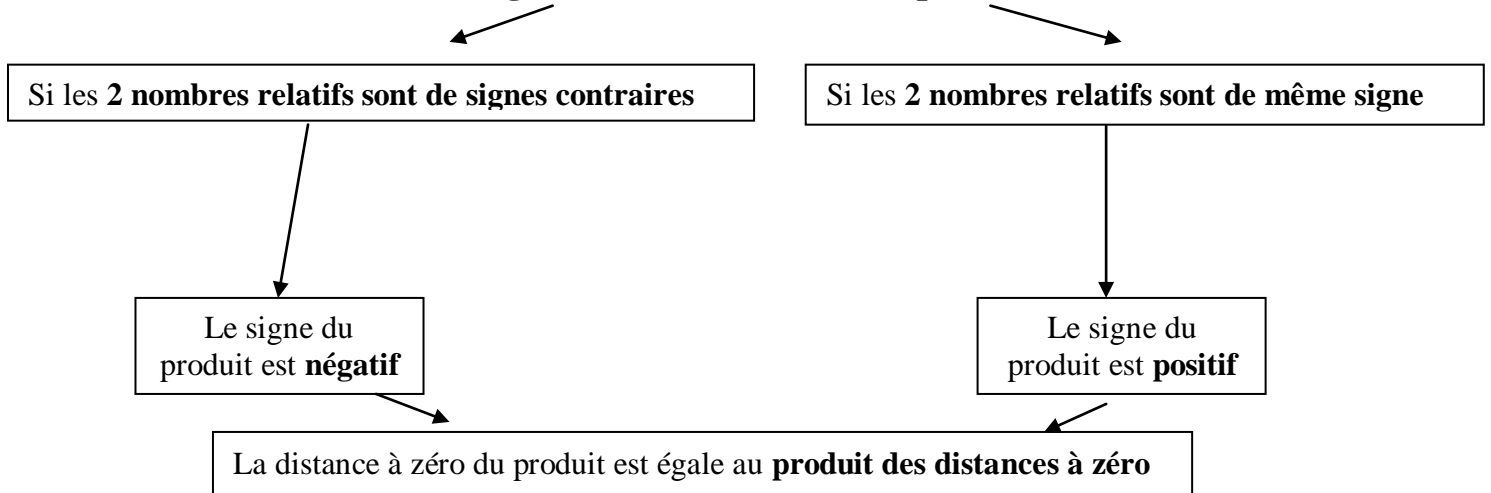 Si les 2 nombres relatifs sont de signes contraires
Si les 2 nombres relatifs sont de même signe
Le signe du
produit est négatif
Le signe du
produit est positif
La distance à zéro du produit est égale au produit des distances à zéro